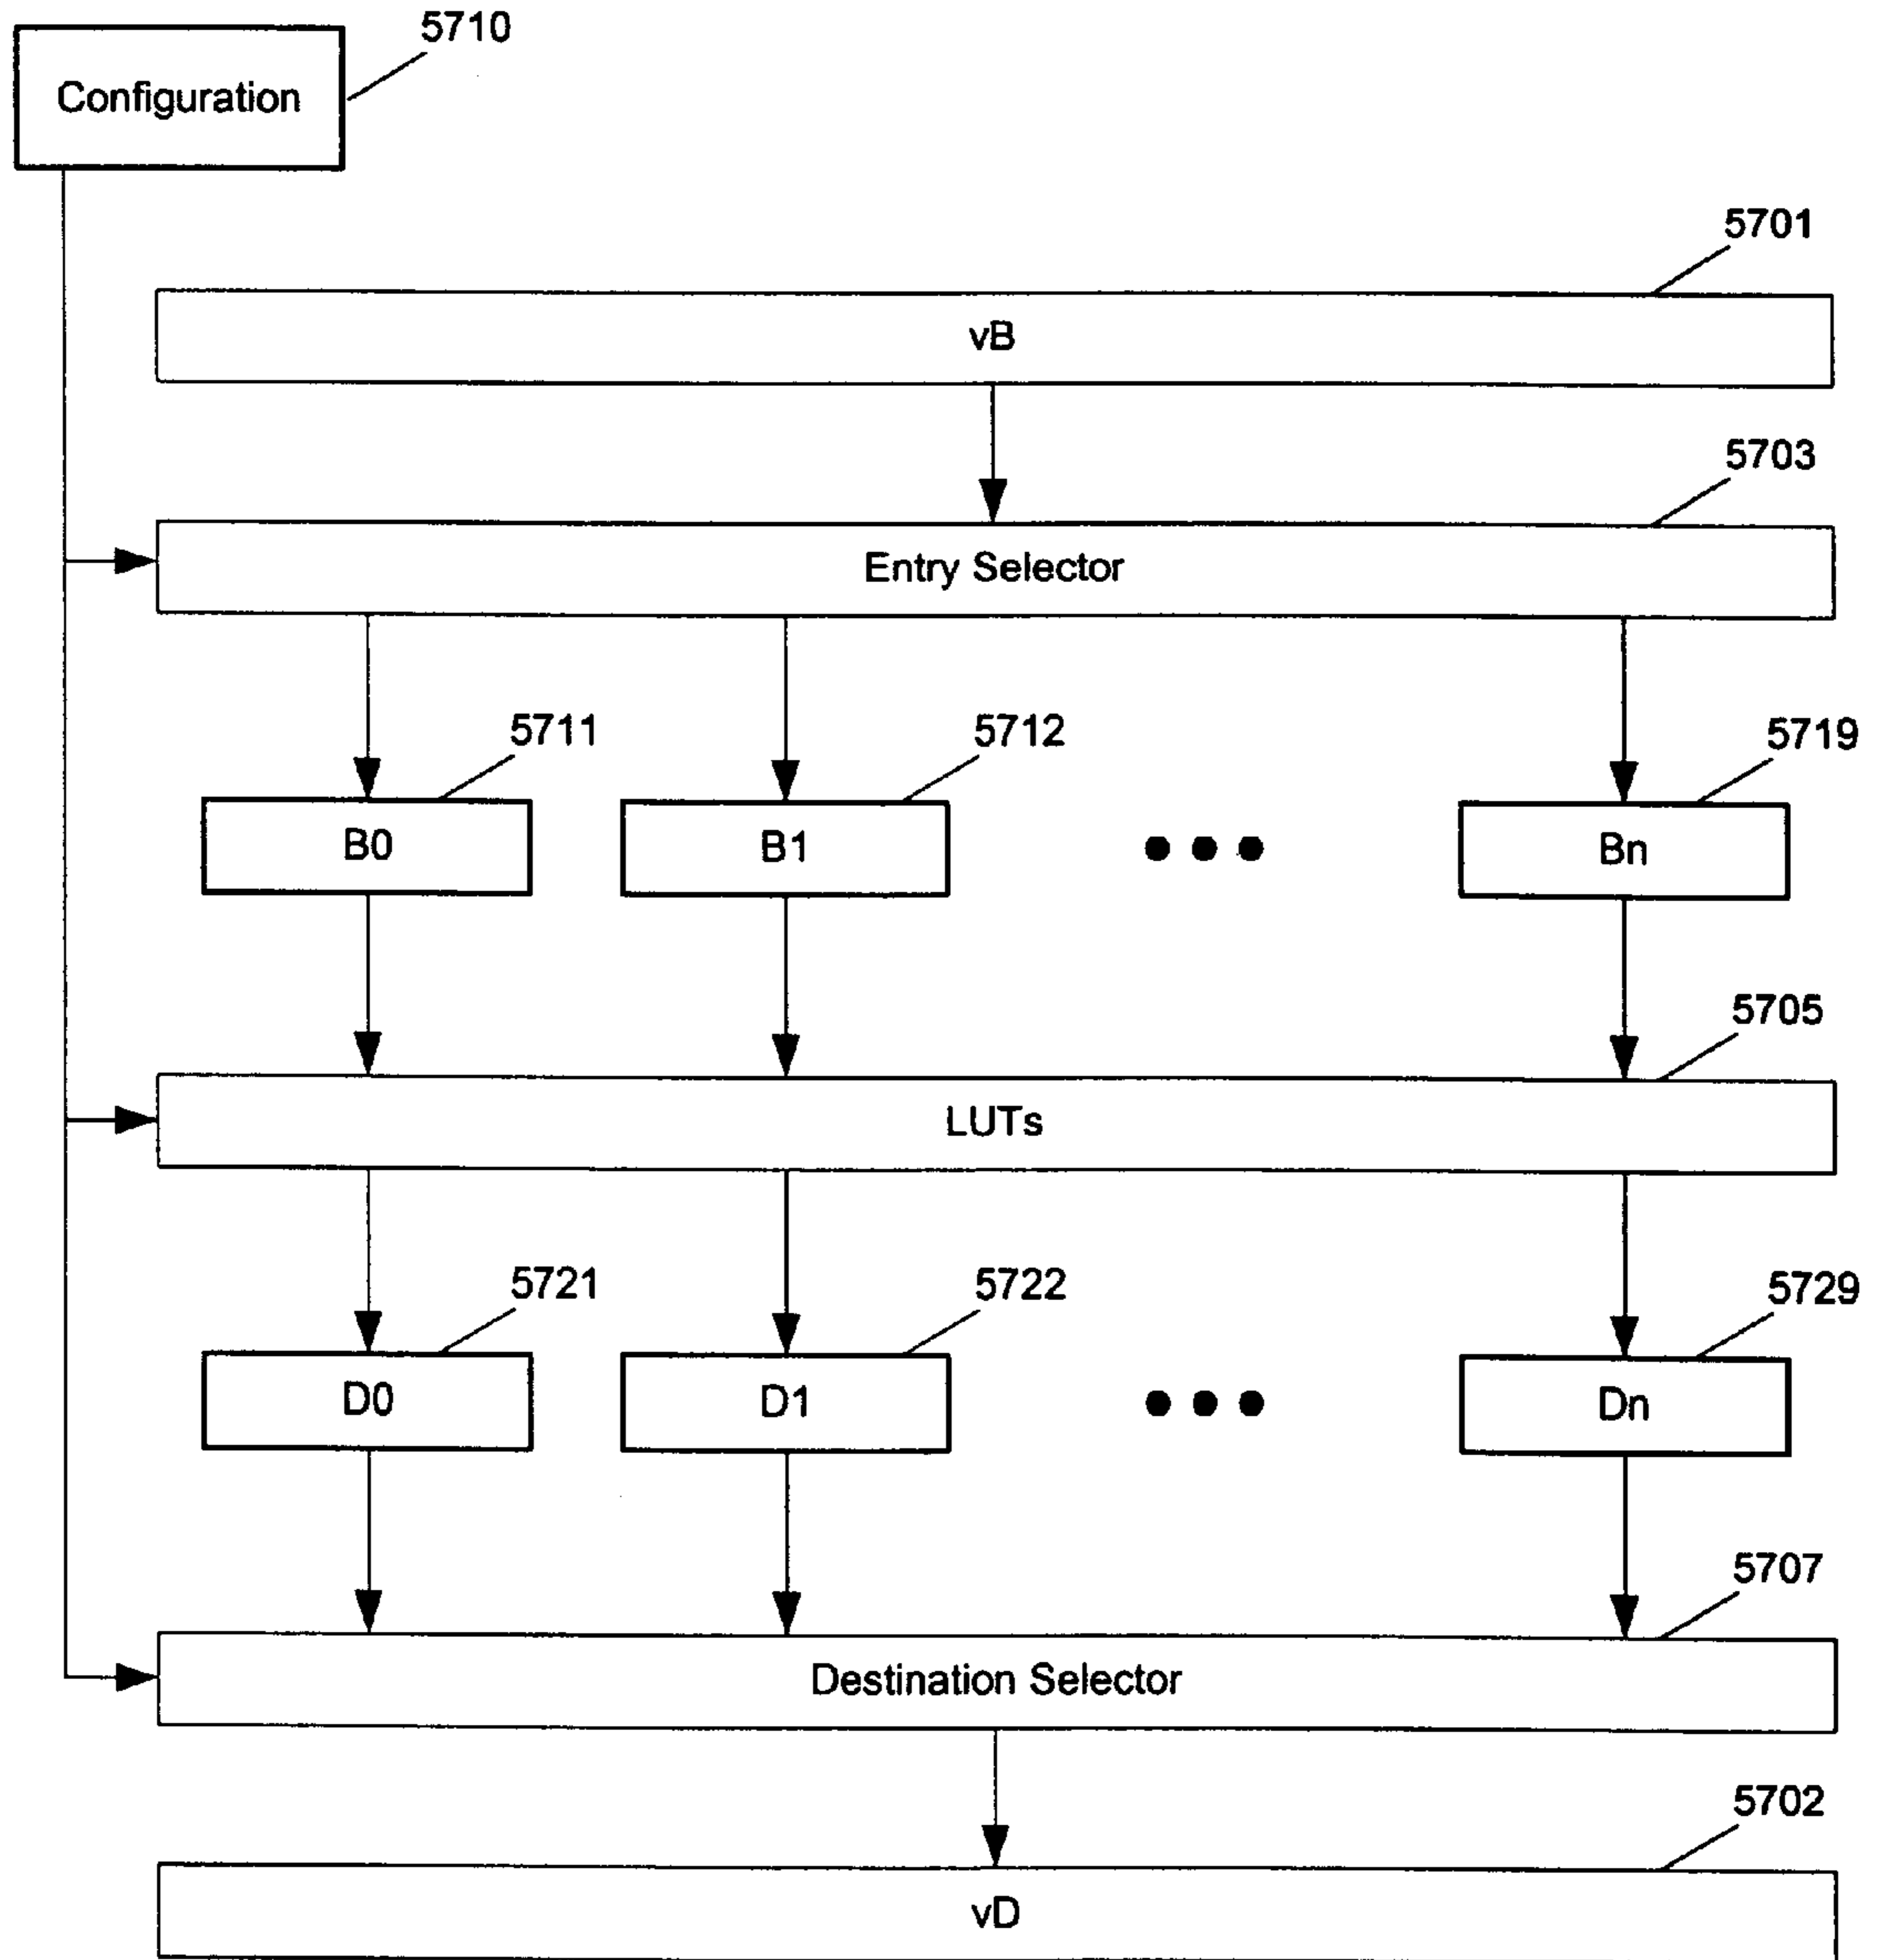 5710
Configuration
5701
vB
5703
Entry Selector
5711 5712 5719
B0 B1 Bn
5705
LUTs
5721 5722 5729
D0 D1 Dn
5707
Destination Selector
5702
vD